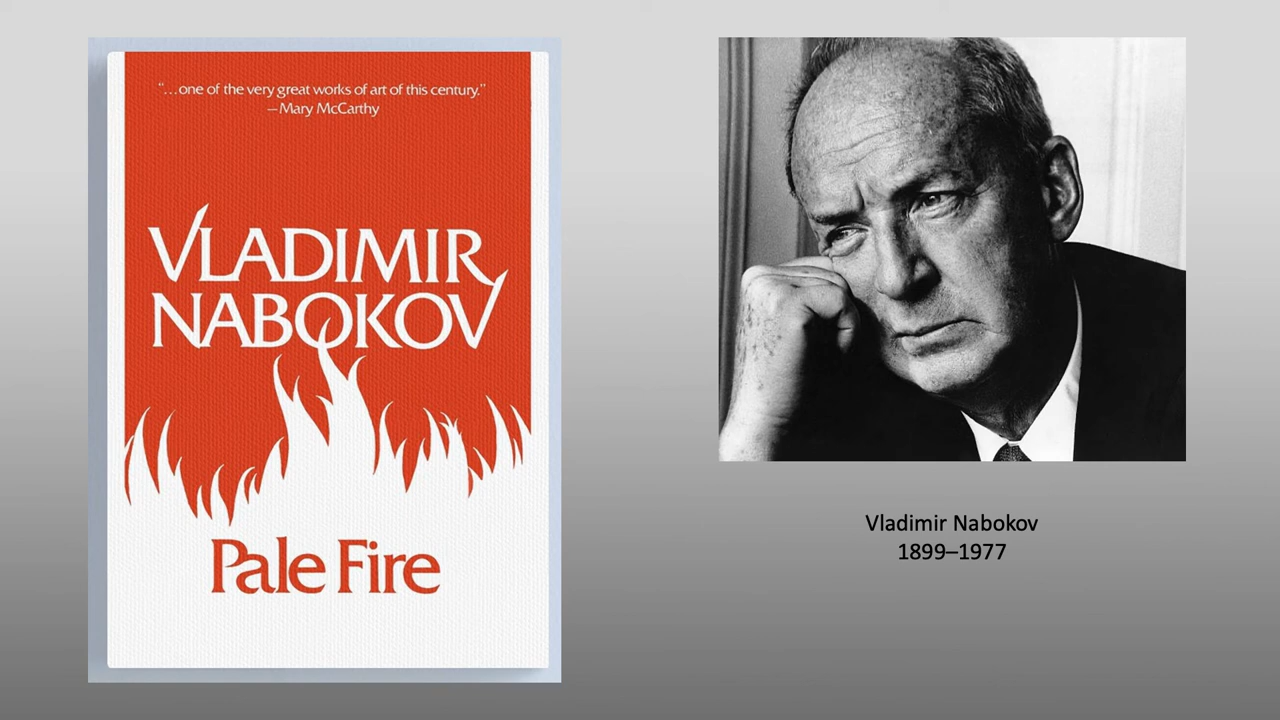 “...one of the very great works of art of this century.”
—Mary McCarthy
VLADIMIR
NABOKOV
Pale Fire
Vladimir Nabokov
1899–1977